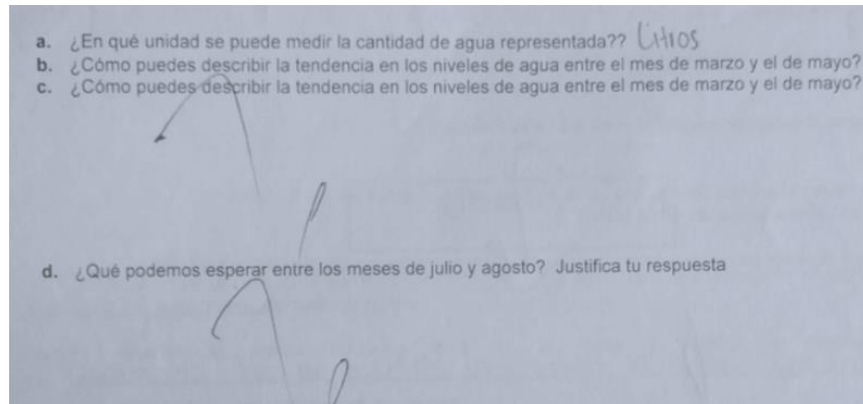 a. ¿En qué unidad se puede medir la cantidad de agua representada?? Litros
b. ¿Cómo puedes describir la tendencia en los niveles de agua entre el mes de marzo y el de mayo?
c. ¿Cómo puedes describir la tendencia en los niveles de agua entre el mes de marzo y el de mayo?
d. ¿Qué podemos esperar entre los meses de julio y agosto? Justifica tu respuesta